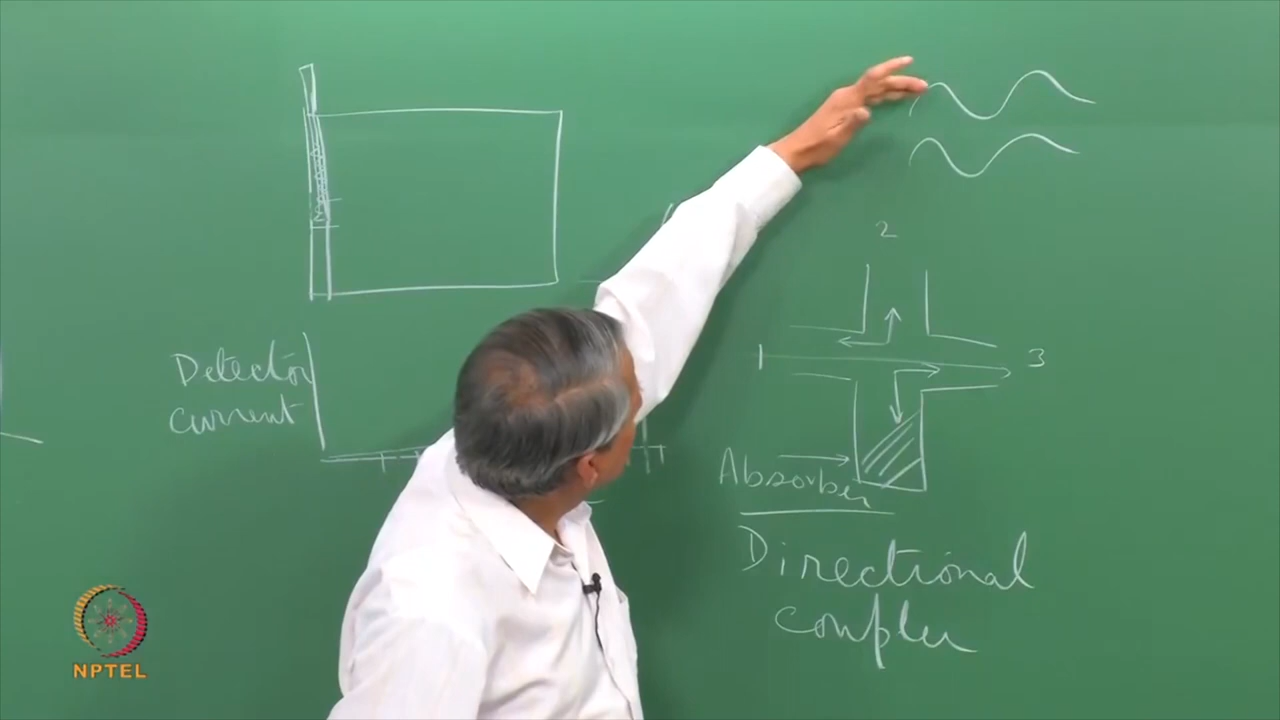 2
1
3
Detector
current
Absorber
Directional
coupler
NPTEL